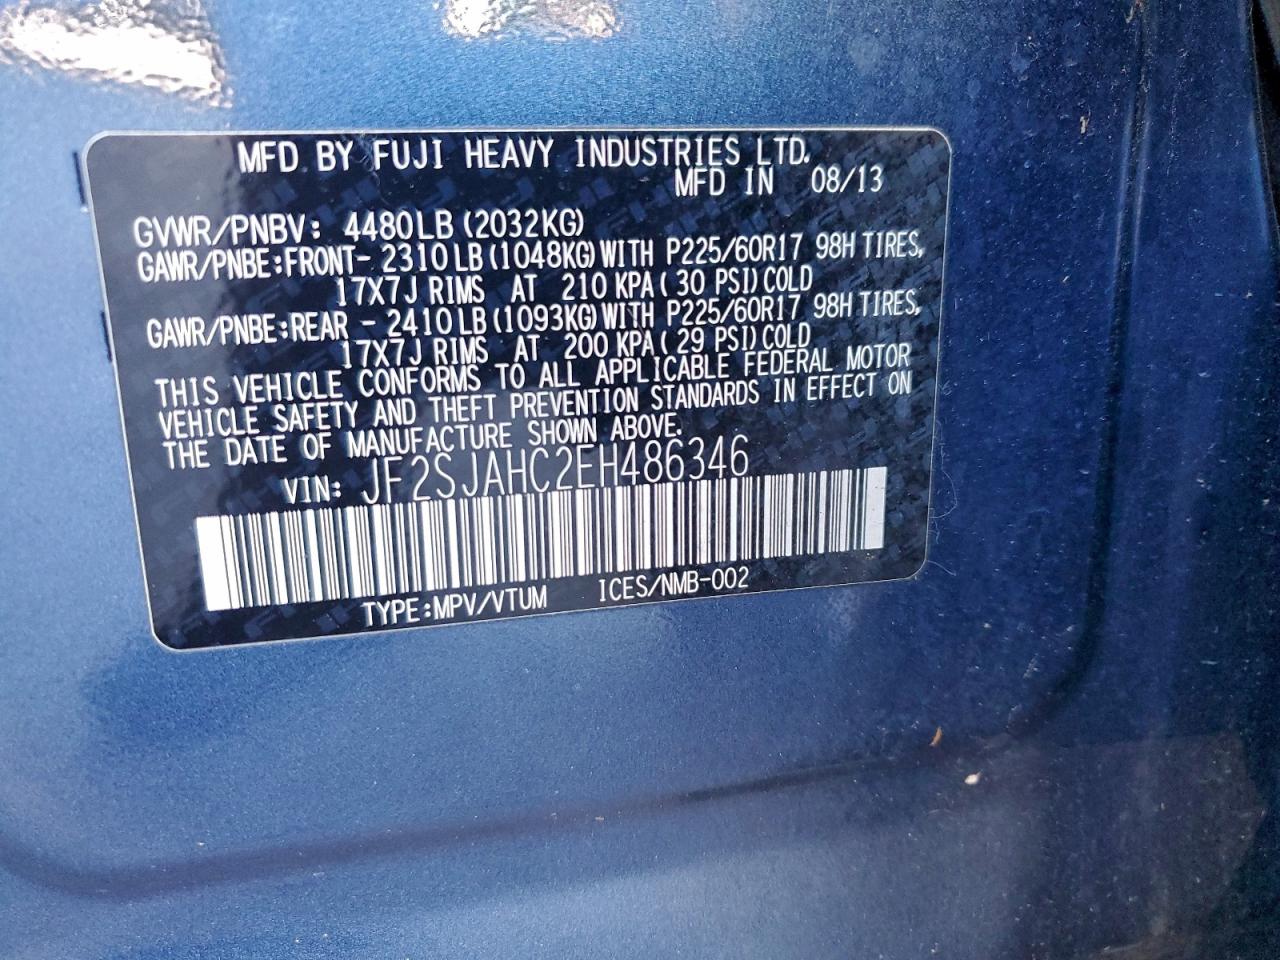 MFD BY FUJI HEAVY INDUSTRIES LTD.
MFD IN 08/13
GVWR/PNBV: 4480LB (2032KG)
GAWR/PNBE:FRONT- 2310LB (1048KG) WITH P225/60R17 98H TIRES,
17X7J RIMS AT 210 KPA ( 30 PSI) COLD
GAWR/PNBE:REAR - 2410LB (1093KG) WITH P225/60R17 98H TIRES,
17X7J RIMS AT 200 KPA ( 29 PSI) COLD
THIS VEHICLE CONFORMS TO ALL APPLICABLE FEDERAL MOTOR
VEHICLE SAFETY AND THEFT PREVENTION STANDARDS IN EFFECT ON
THE DATE OF MANUFACTURE SHOWN ABOVE.
VIN: JF2SJAHC2EH486346
TYPE:MPV/VTUM ICES/NMB-002